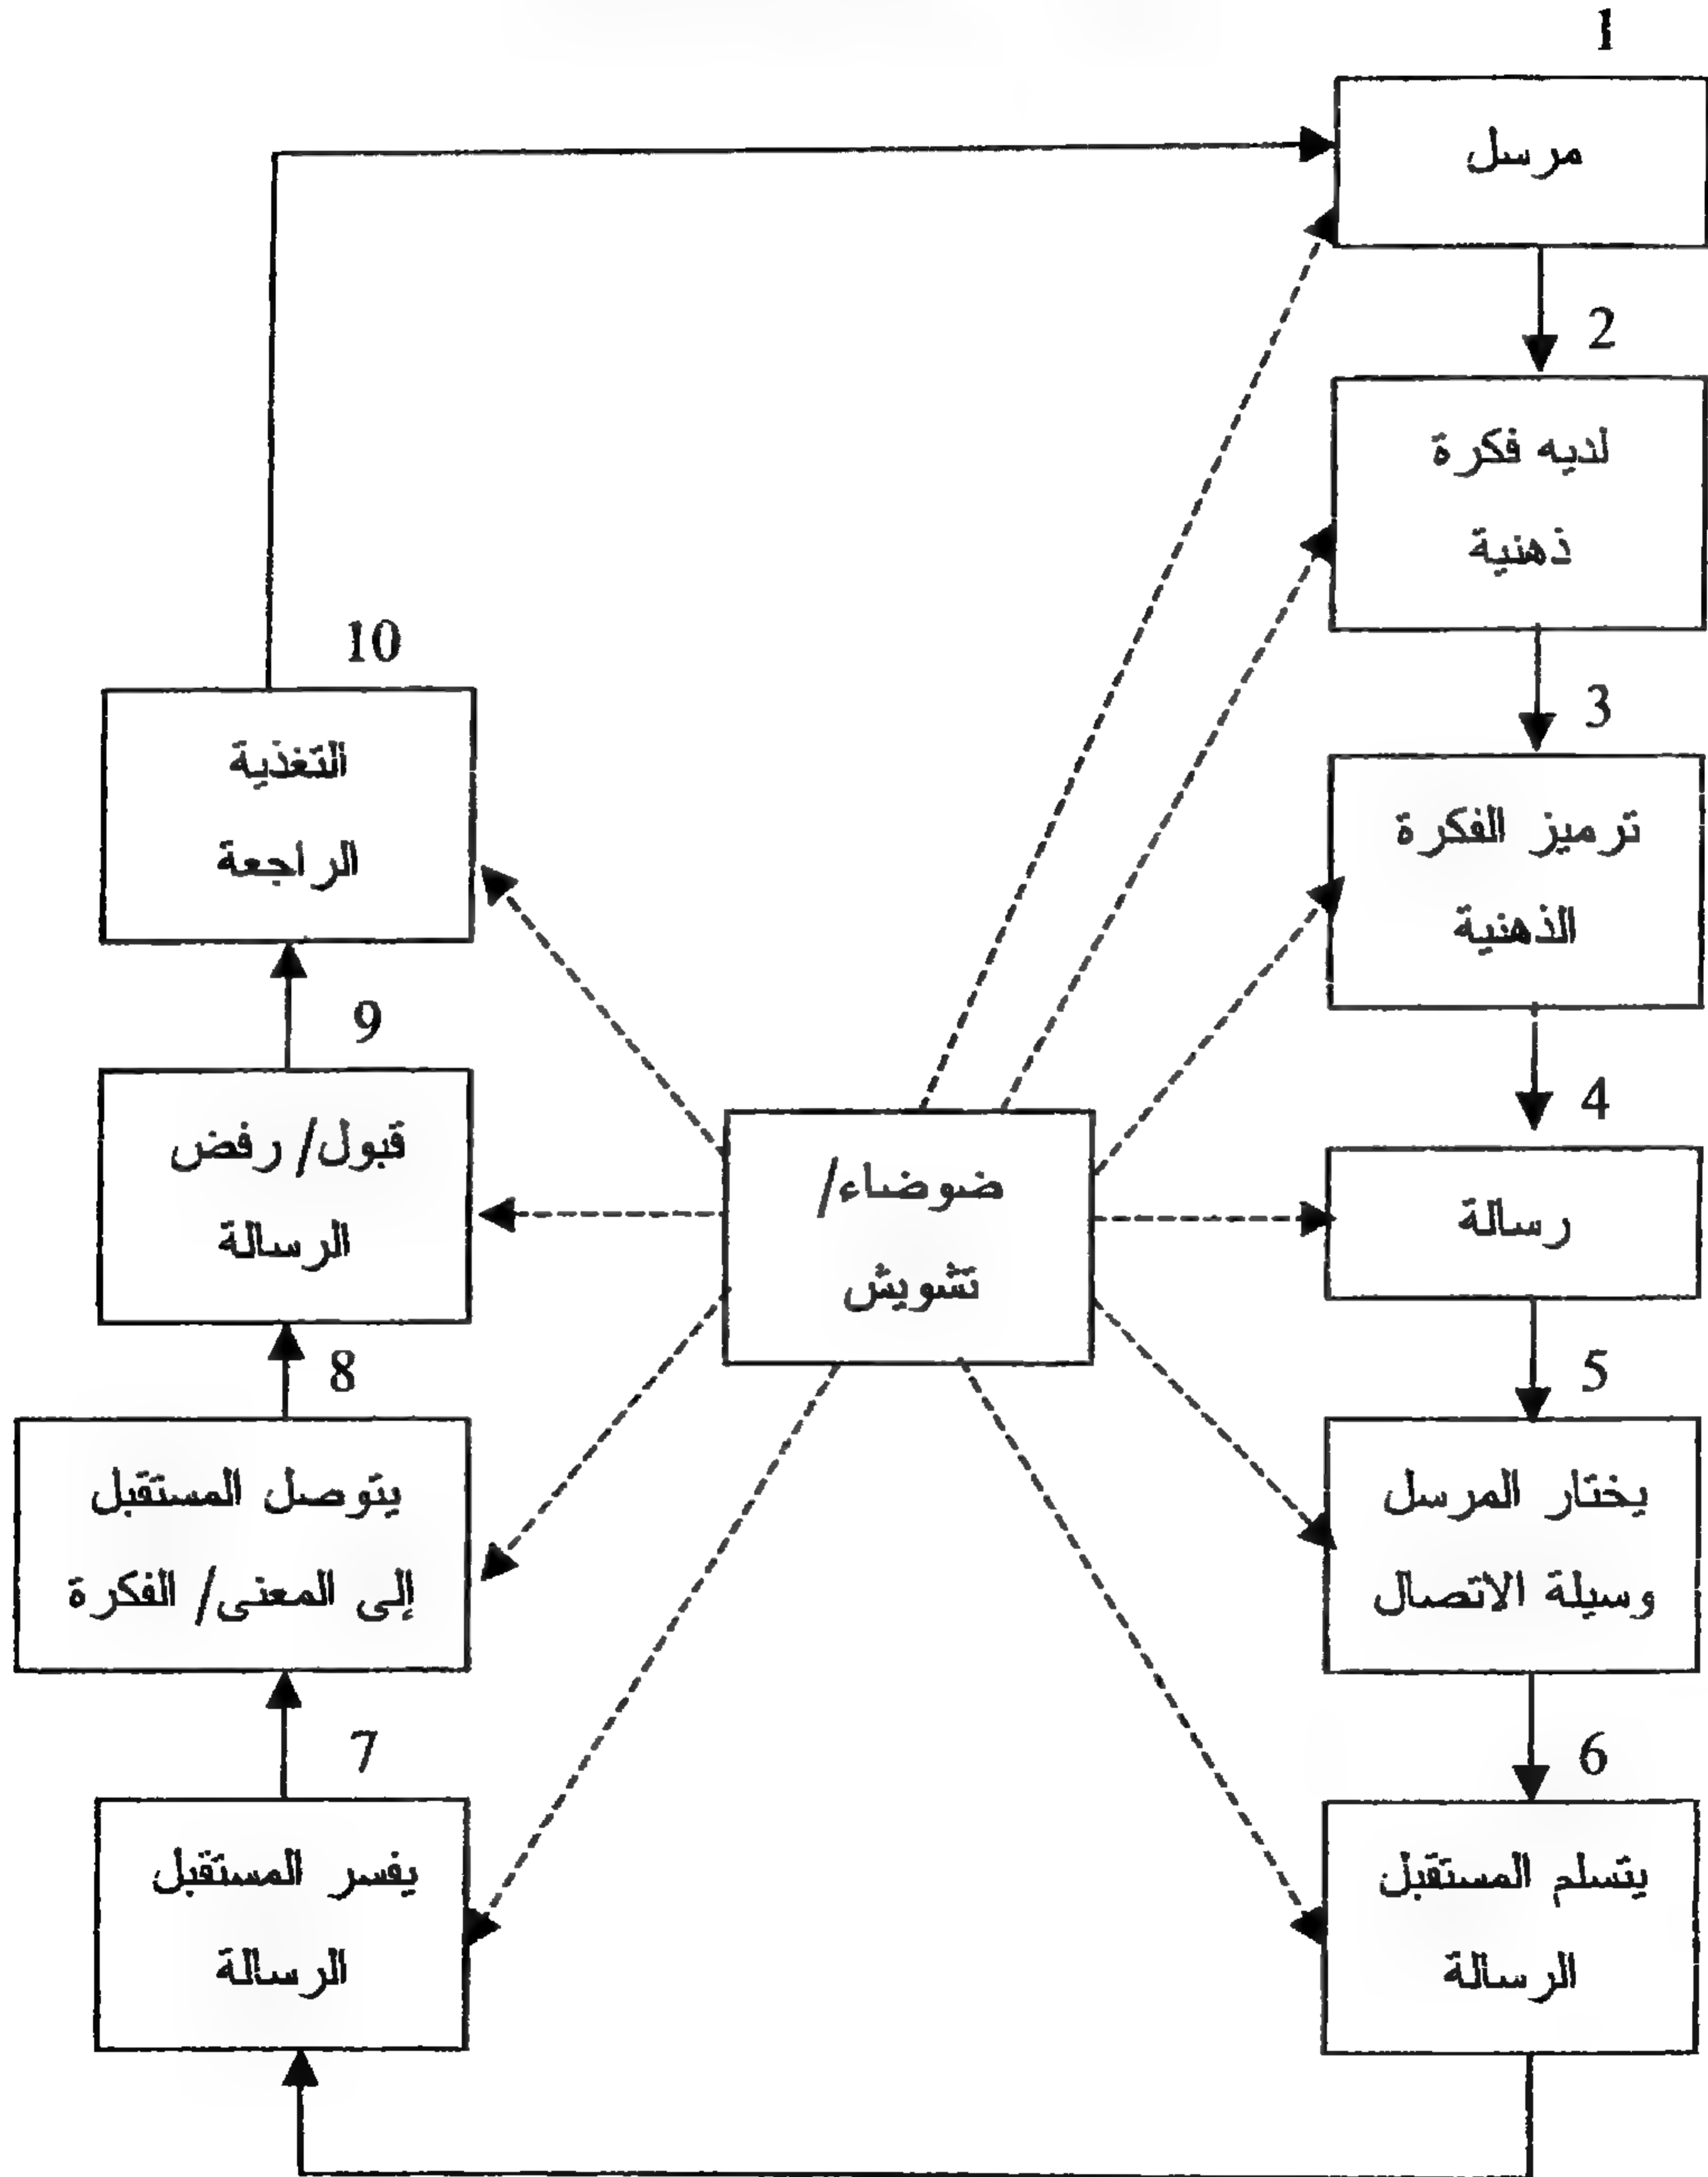 1
مرسل
2
لديه فكرة
ذهنية
3
ترميز الفكرة
الذهنية
4
رسالة
5
يختار المرسل
وسيلة الاتصال
6
يتسلم المستقبل
الرسالة
7
يفسر المستقبل
الرسالة
8
يتوصل المستقبل
إلى المعنى/ الفكرة
9
قبول/ رفض
الرسالة
10
التغذية
الراجعة
ضوضاء/
تشويش